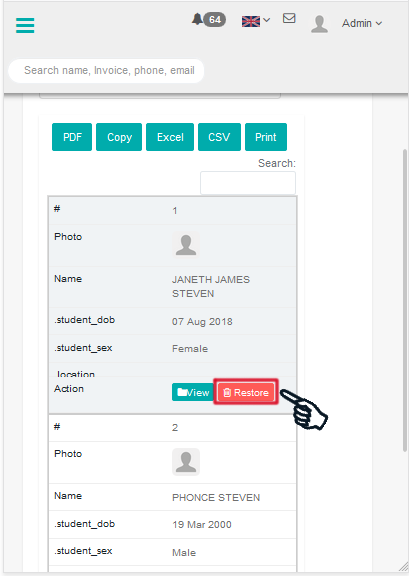 64
Admin
Search name, Invoice, phone, email
PDF Copy Excel CSV Print
Search:
# 1
Photo
Name JANETH JAMES
STEVEN
.student_dob 07 Aug 2018
.student_sex Female
.location
Action View Restore
# 2
Photo
Name PHONCE STEVEN
.student_dob 19 Mar 2000
.student_sex Male